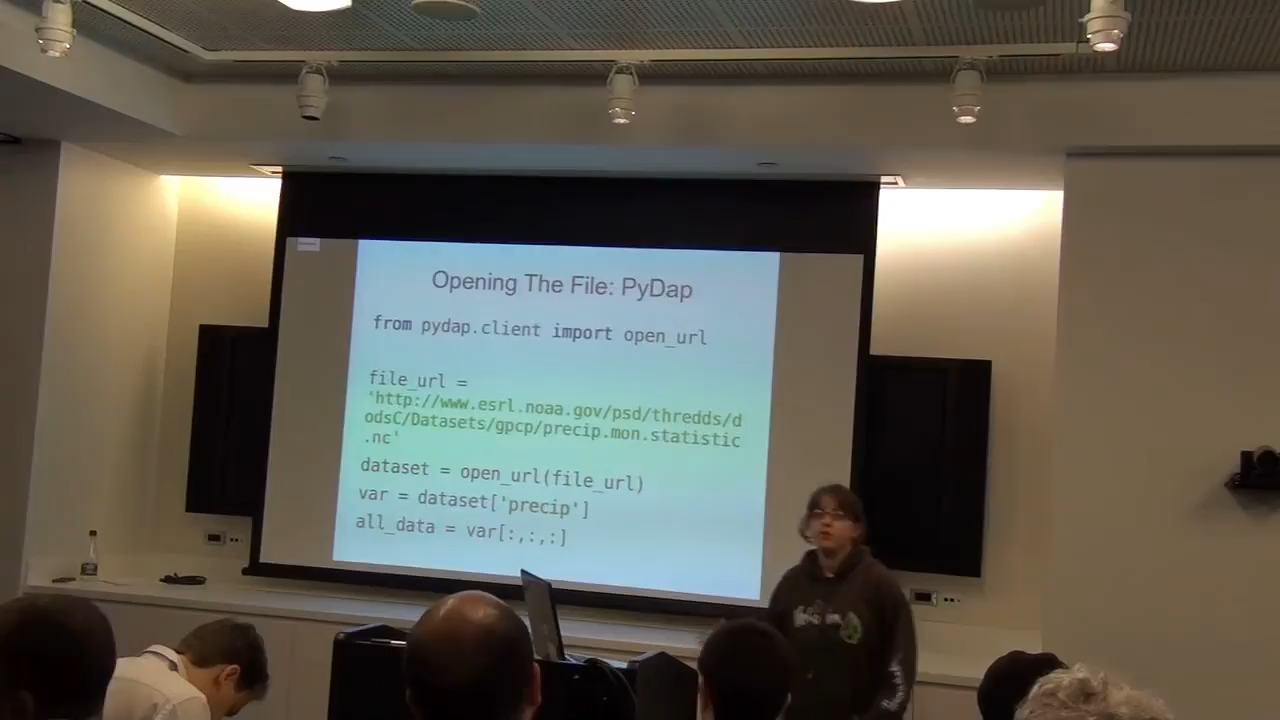 Opening The File: PyDap
from pydap.client import open_url
file_url =
'http://www.esrl.noaa.gov/psd/thredds/d
odsC/Datasets/gpcp/precip.mon.statistic
.nc'
dataset = open_url(file_url)
var = dataset['precip']
all_data = var[:,:,:]